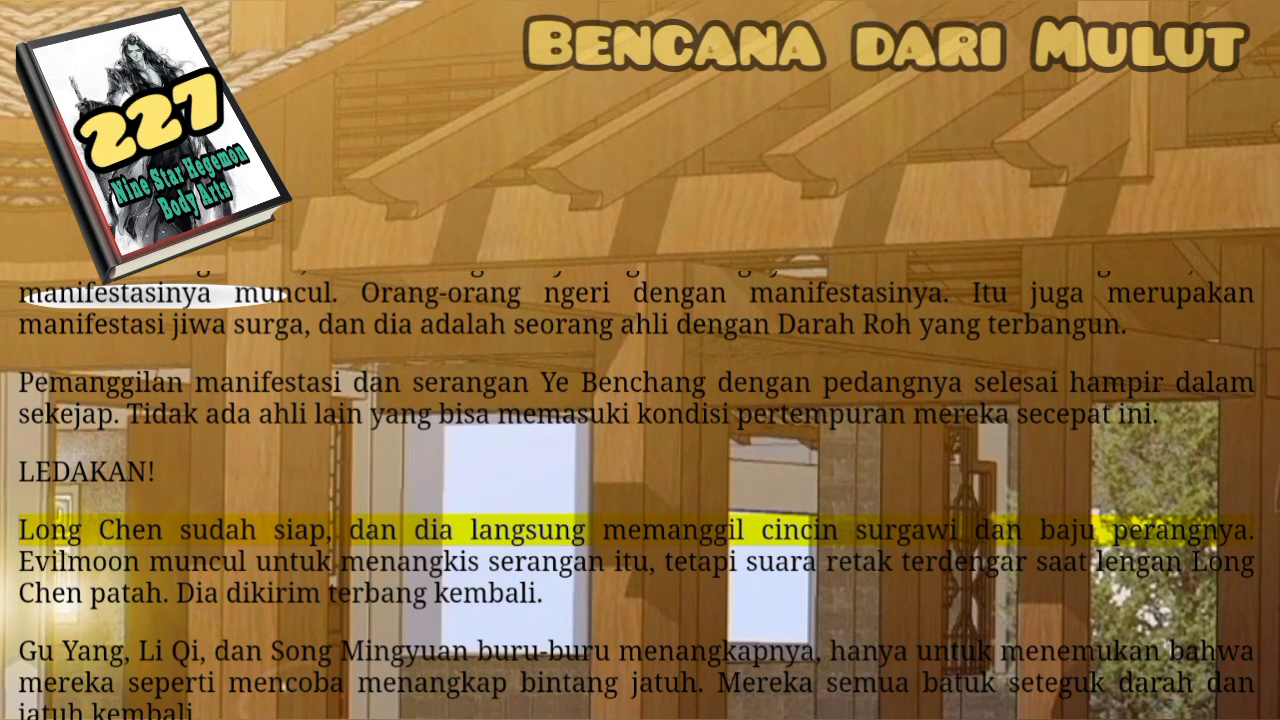 Bencana dari Mulut
227
Nine Star Hegemon
Body Arts
manifestasinya muncul. Orang-orang ngeri dengan manifestasinya. Itu juga merupakan
manifestasi jiwa surga, dan dia adalah seorang ahli dengan Darah Roh yang terbangun.
Pemanggilan manifestasi dan serangan Ye Benchang dengan pedangnya selesai hampir dalam
sekejap. Tidak ada ahli lain yang bisa memasuki kondisi pertempuran mereka secepat ini.
LEDAKAN!
Long Chen sudah siap, dan dia langsung memanggil cincin surgawi dan baju perangnya.
Evilmoon muncul untuk menangkis serangan itu, tetapi suara retak terdengar saat lengan Long
Chen patah. Dia dikirim terbang kembali.
Gu Yang, Li Qi, dan Song Mingyuan buru-buru menangkapnya, hanya untuk menemukan bahwa
mereka seperti mencoba menangkap bintang jatuh. Mereka semua batuk seteguk darah dan
jatuh kembali.